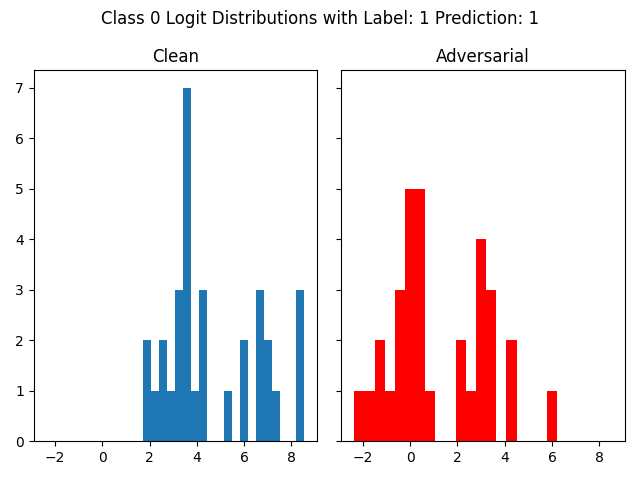 Class 0 Logit Distributions with Label: 1 Prediction: 1
Clean
Adversarial
7
6
5
4
3
2
1
0
−2 0 2 4 6 8
−2 0 2 4 6 8